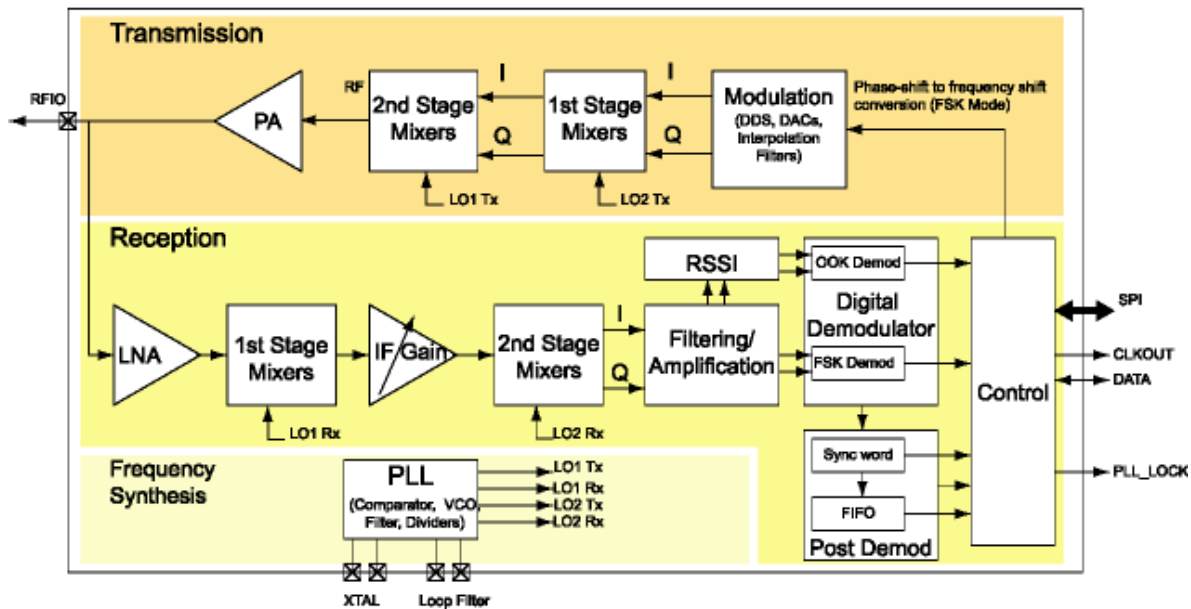 Transmission
RFIO
PA
RF
2nd Stage
Mixers
I
Q
1st Stage
Mixers
I
Q
Modulation
(DDS, DACs,
Interpolation
Filters)
Phase-shift to frequency shift
conversion (FSK Mode)
LO1 Tx
LO2 Tx
Reception
LNA
1st Stage
Mixers
IF Gain
2nd Stage
Mixers
I
Q
RSSI
Filtering/
Amplification
OOK Demod
Digital
Demodulator
FSK Demod
Control
SPI
CLKOUT
DATA
PLL_LOCK
LO1 Rx
LO2 Rx
Sync word
FIFO
Post Demod
Frequency
Synthesis
PLL
(Comparator, VCO,
Filter, Dividers)
LO1 Tx
LO1 Rx
LO2 Tx
LO2 Rx
XTAL
Loop Filter